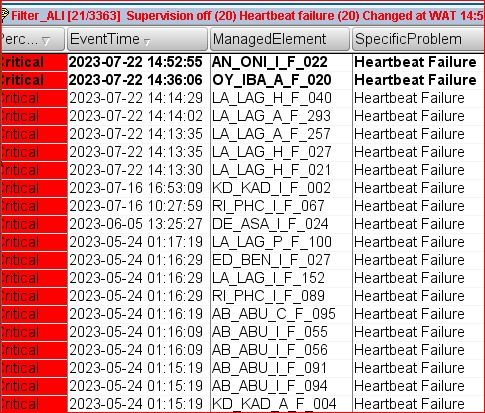 Filter_ALI [21/3363] Supervision off (20) Heartbeat failure (20) Changed at WAT 14:5
Perc... EventTime ManagedElement SpecificProblem
Critical 2023-07-22 14:52:55 AN_ONI_I_F_022 Heartbeat Failure
Critical 2023-07-22 14:36:06 OY_IBA_A_F_020 Heartbeat Failure
Critical 2023-07-22 14:14:29 LA_LAG_H_F_040 Heartbeat Failure
Critical 2023-07-22 14:14:02 LA_LAG_A_F_293 Heartbeat Failure
Critical 2023-07-22 14:13:35 LA_LAG_A_F_257 Heartbeat Failure
Critical 2023-07-22 14:13:35 LA_LAG_H_F_027 Heartbeat Failure
Critical 2023-07-22 14:13:30 LA_LAG_H_F_021 Heartbeat Failure
Critical 2023-07-16 16:53:09 KD_KAD_I_F_002 Heartbeat Failure
Critical 2023-07-16 10:27:59 RI_PHC_I_F_067 Heartbeat Failure
Critical 2023-06-05 13:25:27 DE_ASA_I_F_024 Heartbeat Failure
Critical 2023-05-24 01:17:19 LA_LAG_P_F_100 Heartbeat Failure
Critical 2023-05-24 01:16:29 ED_BEN_I_F_027 Heartbeat Failure
Critical 2023-05-24 01:16:29 LA_LAG_I_F_152 Heartbeat Failure
Critical 2023-05-24 01:16:29 RI_PHC_I_F_089 Heartbeat Failure
Critical 2023-05-24 01:16:19 AB_ABU_C_F_095 Heartbeat Failure
Critical 2023-05-24 01:16:09 AB_ABU_I_F_055 Heartbeat Failure
Critical 2023-05-24 01:16:09 AB_ABU_I_F_056 Heartbeat Failure
Critical 2023-05-24 01:15:19 AB_ABU_I_F_091 Heartbeat Failure
Critical 2023-05-24 01:15:19 AB_ABU_I_F_094 Heartbeat Failure
Critical 2023-05-24 01:15:19 KD_KAD_A_F_004 Heartbeat Failure